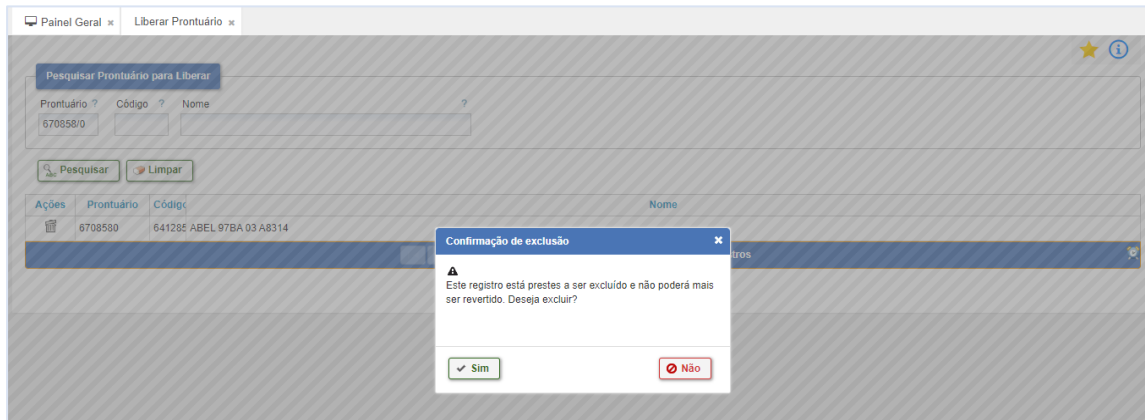 Painel Geral
Liberar Prontuário
Pesquisar Prontuário para Liberar
Prontuário ? Código ? Nome ?
670858/0
Pesquisar Limpar
Ações Prontuário Código Nome
6708580 641285 ABEL 97BA 03 A8314
Confirmação de exclusão
tros
Este registro está prestes a ser excluído e não poderá mais
ser revertido. Deseja excluir?
Sim Não